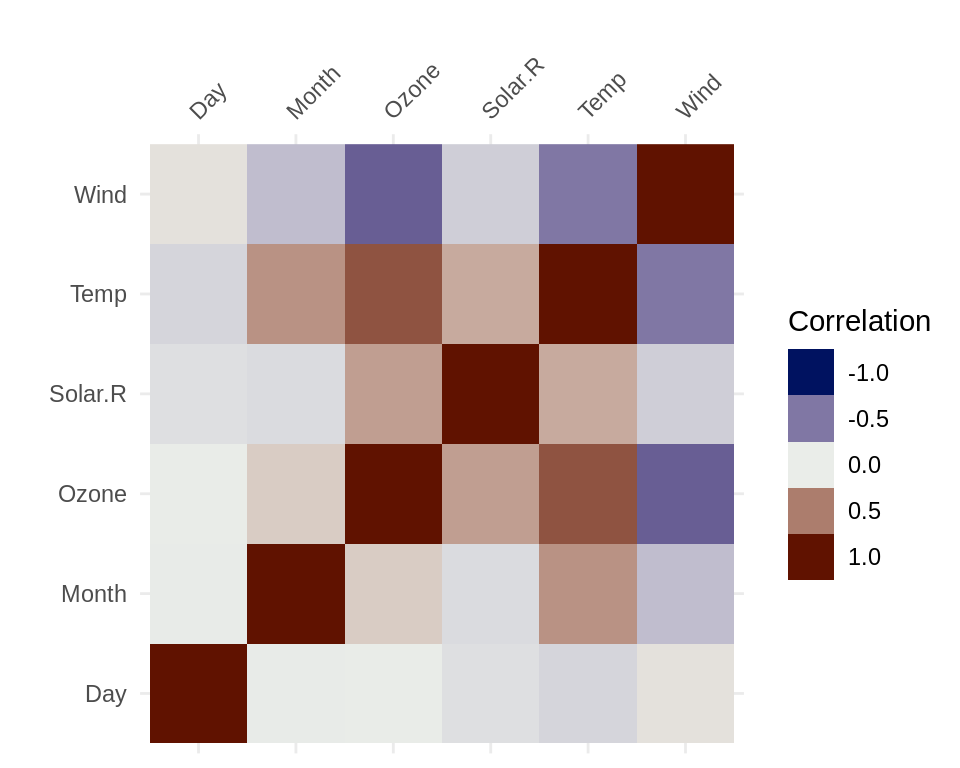 Day
Month
Ozone
Solar.R
Temp
Wind
Wind
Temp
Solar.R
Ozone
Month
Day
Correlation
-1.0
-0.5
0.0
0.5
1.0